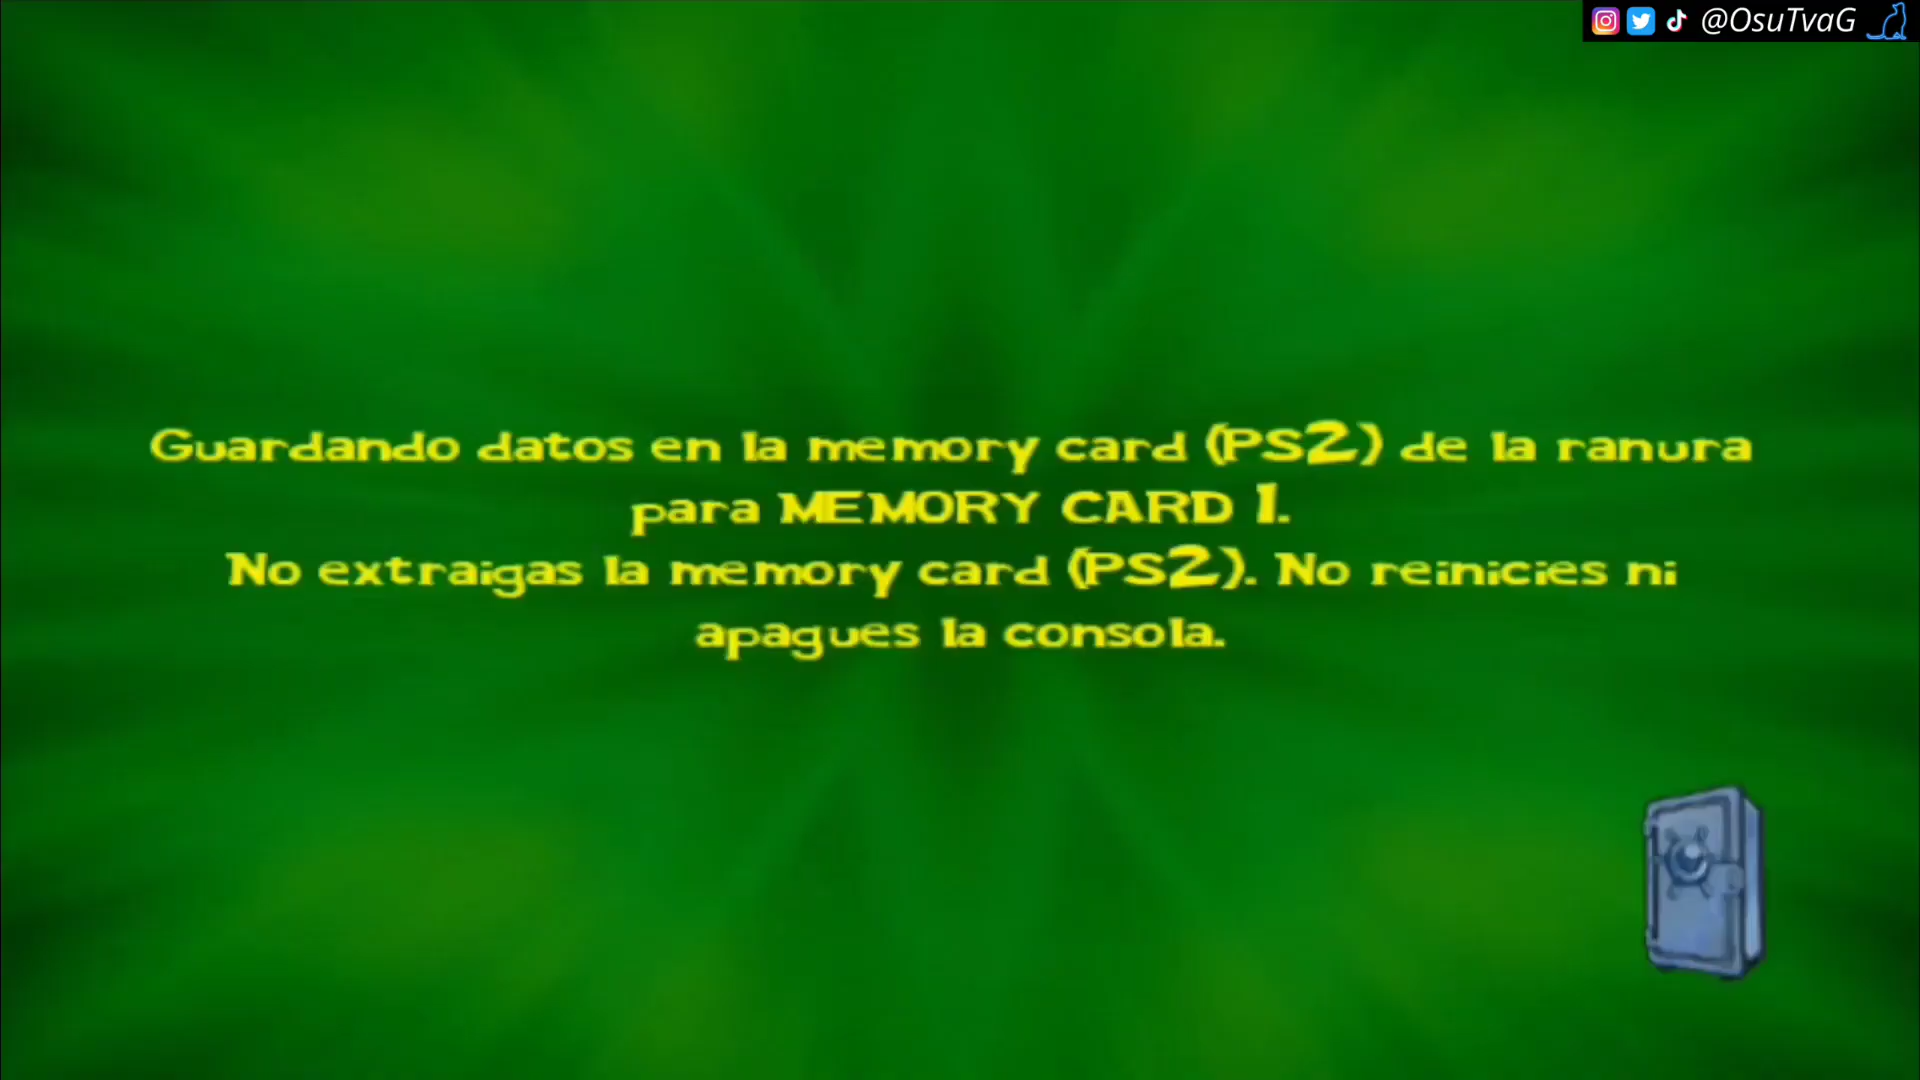 @OsuTvaG
Guardando datos en la memory card (PS2) de la ranura
para MEMORY CARD 1.
No extraigas la memory card (PS2). No reinicies ni
apagues la consola.